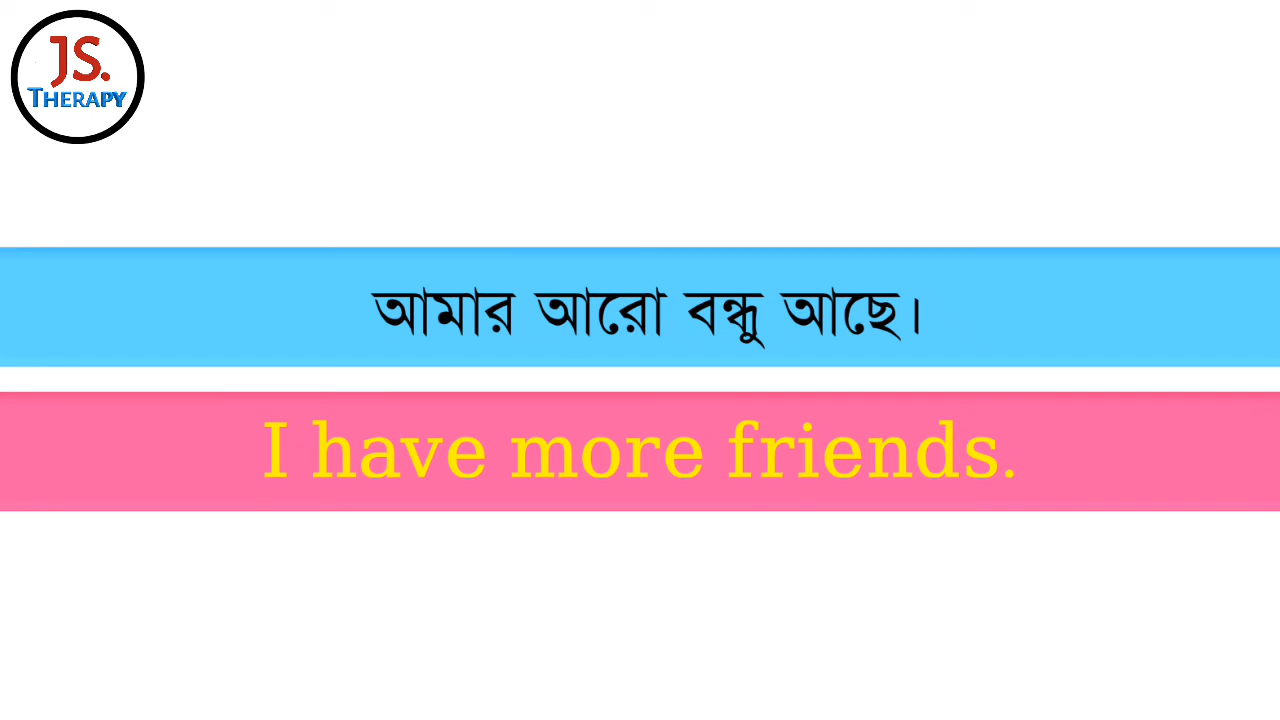 JS.
THERAPY
আমার আরো বন্ধু আছে।
I have more friends.